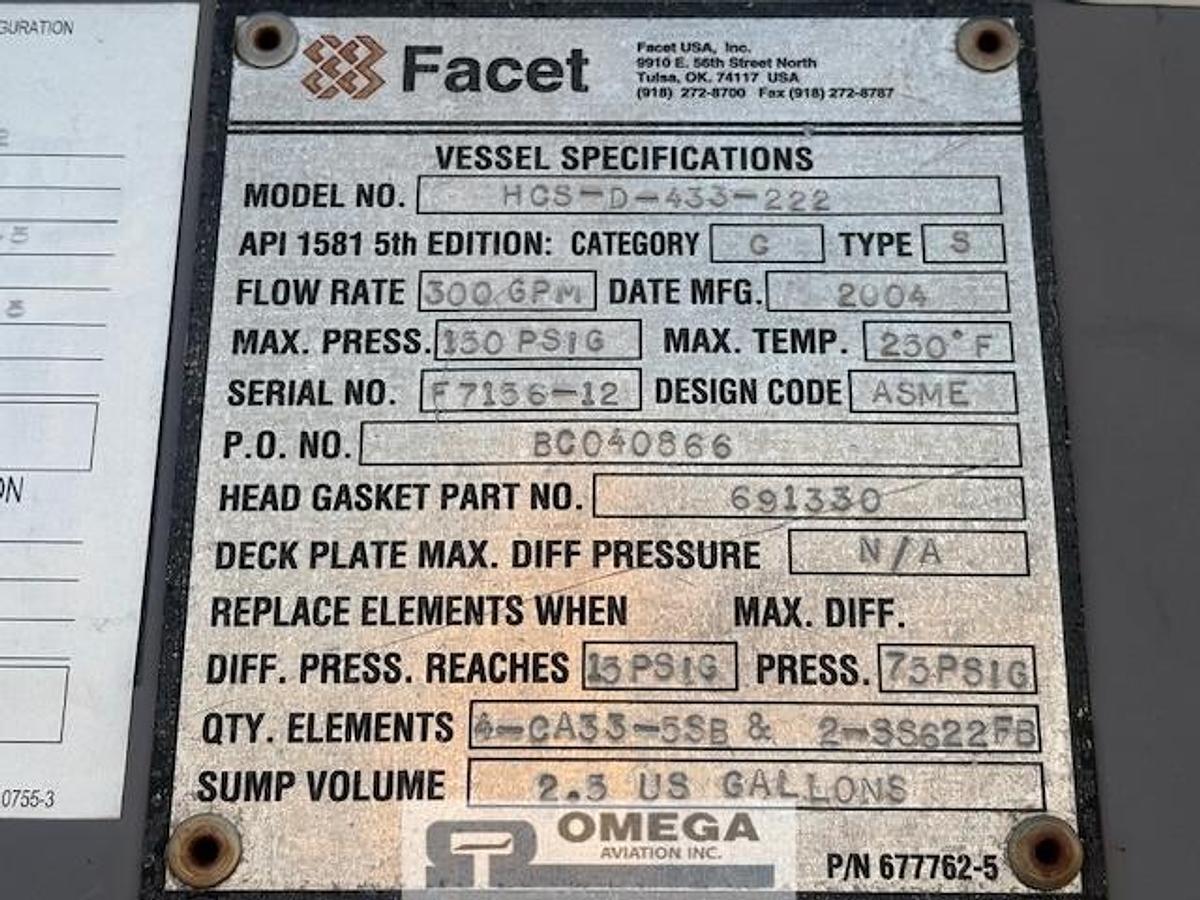 GURATION
5
ON
0755-3
Facet
Facet USA, Inc.
9910 E. 56th Street North
Tulsa, OK. 74117 USA
(918) 272-8700 Fax (918) 272-8787
VESSEL SPECIFICATIONS
MODEL NO. HCS-D-433-222
API 1581 5th EDITION: CATEGORY C TYPE S
FLOW RATE 300 GPM DATE MFG. 2004
MAX. PRESS. 150 PSIG MAX. TEMP. 250°F
SERIAL NO. F7156-12 DESIGN CODE ASME
P.O. NO. BC040866
HEAD GASKET PART NO. 691330
DECK PLATE MAX. DIFF PRESSURE N/A
REPLACE ELEMENTS WHEN MAX. DIFF.
DIFF. PRESS. REACHES 15 PSIG PRESS. 75 PSIG
QTY. ELEMENTS 4-CA33-5SB & 2-SS622FB
SUMP VOLUME 2.5 US GALLONS
OMEGA
AVIATION INC.
P/N 677762-5